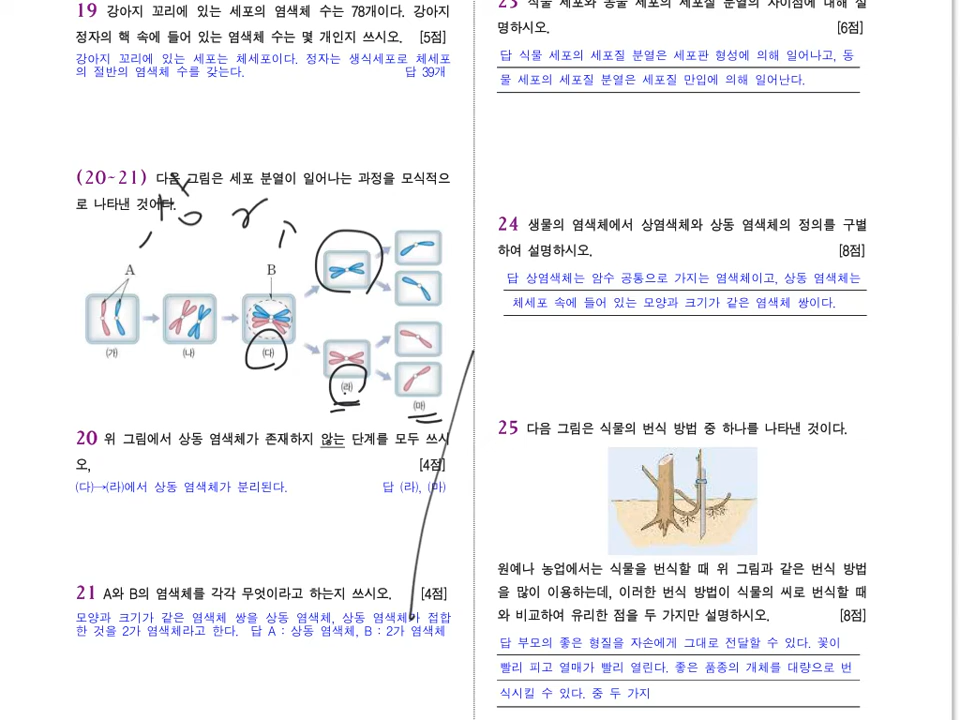 19 강아지 꼬리에 있는 세포의 염색체 수는 78개이다. 강아지
정자의 핵 속에 들어 있는 염색체 수는 몇 개인지 쓰시오. [5점]
강아지 꼬리에 있는 세포는 체세포이다. 정자는 생식세포로 체세포
의 절반의 염색체 수를 갖는다. 답 39개
(20~21) 다음 그림은 세포 분열이 일어나는 과정을 모식적으
로 나타낸 것이다.
A
B
(가)
(나)
(다)
(라)
(마)
20 위 그림에서 상동 염색체가 존재하지 않는 단계를 모두 쓰시
오. [4점]
(다)→(라)에서 상동 염색체가 분리된다. 답 (라), (마)
21 A와 B의 염색체를 각각 무엇이라고 하는지 쓰시오. [4점]
모양과 크기가 같은 염색체 쌍을 상동 염색체, 상동 염색체가 접합
한 것을 2가 염색체라고 한다. 답 A : 상동 염색체, B : 2가 염색체
23 식물 세포와 동물 세포의 세포질 분열의 차이점에 대해 설
명하시오. [6점]
답 식물 세포의 세포질 분열은 세포판 형성에 의해 일어나고, 동
물 세포의 세포질 분열은 세포질 만입에 의해 일어난다.
24 생물의 염색체에서 상염색체와 상동 염색체의 정의를 구별
하여 설명하시오. [8점]
답 상염색체는 암수 공통으로 가지는 염색체이고, 상동 염색체는
체세포 속에 들어 있는 모양과 크기가 같은 염색체 쌍이다.
25 다음 그림은 식물의 번식 방법 중 하나를 나타낸 것이다.
원예나 농업에서는 식물을 번식할 때 위 그림과 같은 번식 방법
을 많이 이용하는데, 이러한 번식 방법이 식물의 씨로 번식할 때
와 비교하여 유리한 점을 두 가지만 설명하시오. [8점]
답 부모의 좋은 형질을 자손에게 그대로 전달할 수 있다. 꽃이
빨리 피고 열매가 빨리 열린다. 좋은 품종의 개체를 대량으로 번
식시킬 수 있다. 중 두 가지